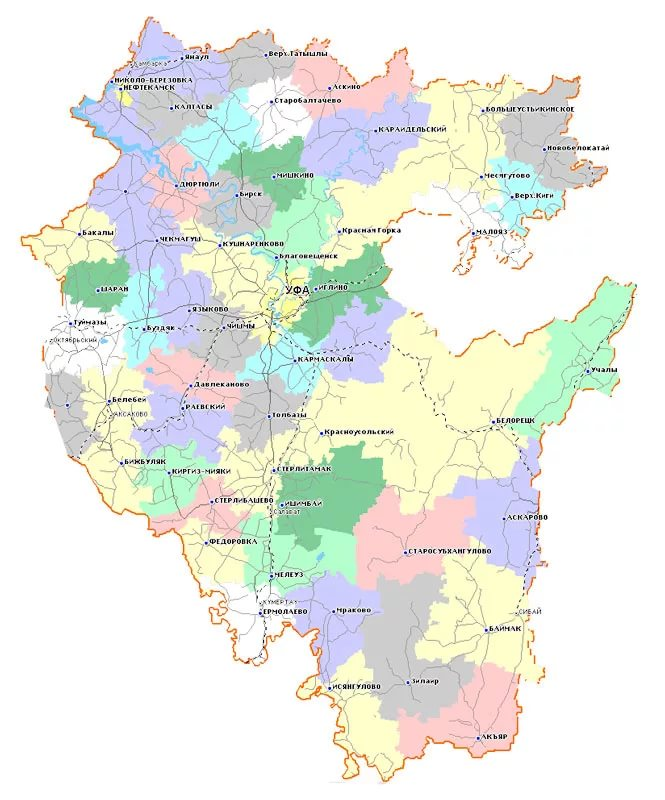 Верх.Татышлы
Янаул
Камбарка
НИКОЛО-БЕРЕЗОВКА
НЕФТЕКАМСК
Аскино
Старобалтачево
КАЛТАСЫ
БОЛЬШЕУСТЬИКИНСКОЕ
КАРАИДЕЛЬСКИЙ
Новобелокатай
МИШКИНО
Месягутово
ДЮРТЮЛИ
Бирск
Верх.Киги
Бакалы
Красная Горка
МАЛОЯЗ
ЧЕКМАГУШ
КУШНАРЕНКОВО
Благовещенск
ШАРАН
УФА
ИГЛИНО
ЯЗЫКОВО
Туймазы
Буздяк
ЧИШМЫ
Октябрьский
КАРМАСКАЛЫ
Учалы
Давлеканово
Белебей
РАЕВСКИЙ
АКСАКОВО
Толбазы
БЕЛОРЕЦК
Красноусольский
БИЖБУЛЯК
КИРГИЗ-МИЯКИ
СТЕРЛИТАМАК
СТЕРЛИБАШЕВО
ИШИМБАЙ
Салават
АСКАРОВО
ФЕДОРОВКА
СТАРОСУБХАНГУЛОВО
МЕЛЕУЗ
КУМЕРТАУ
ЕРМОЛАЕВО
Мраково
СИБАЙ
БАЙМАК
Зилаир
ИСЯНГУЛОВО
АКЪЯР